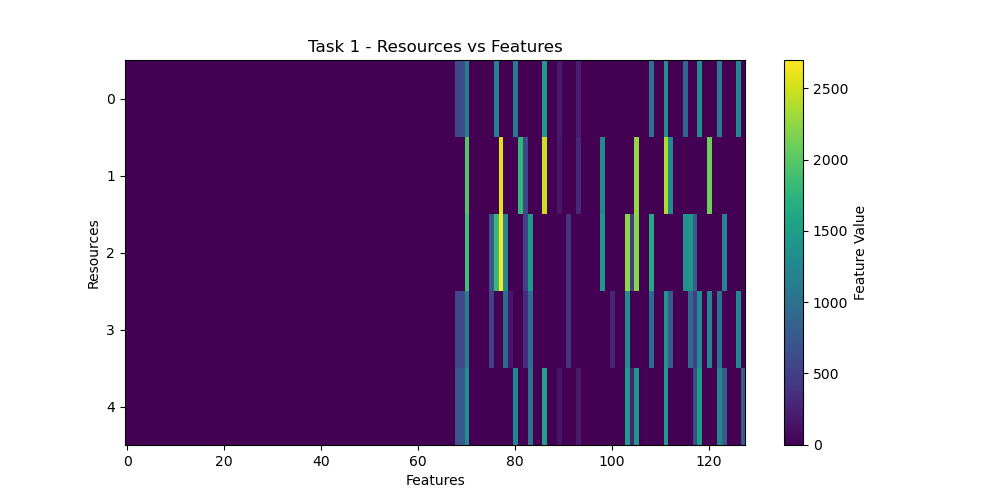 Task 1 - Resources vs Features
Resources
0
1
2
3
4
0 20 40 60 80 100 120
Features
2500
2000
1500
1000
500
0
Feature Value